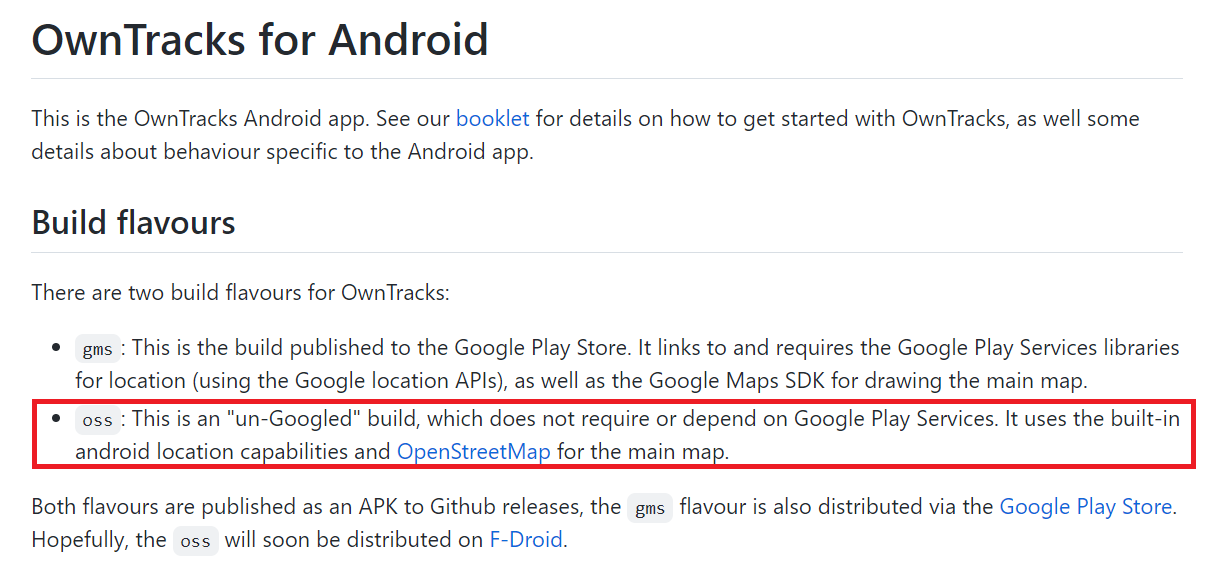 OwnTracks for Android
This is the OwnTracks Android app. See our booklet for details on how to get started with OwnTracks, as well some
details about behaviour specific to the Android app.
Build flavours
There are two build flavours for OwnTracks:
• gms: This is the build published to the Google Play Store. It links to and requires the Google Play Services libraries
for location (using the Google location APIs), as well as the Google Maps SDK for drawing the main map.
• oss: This is an "un-Googled" build, which does not require or depend on Google Play Services. It uses the built-in
android location capabilities and OpenStreetMap for the main map.
Both flavours are published as an APK to Github releases, the gms flavour is also distributed via the Google Play Store.
Hopefully, the oss will soon be distributed on F-Droid.